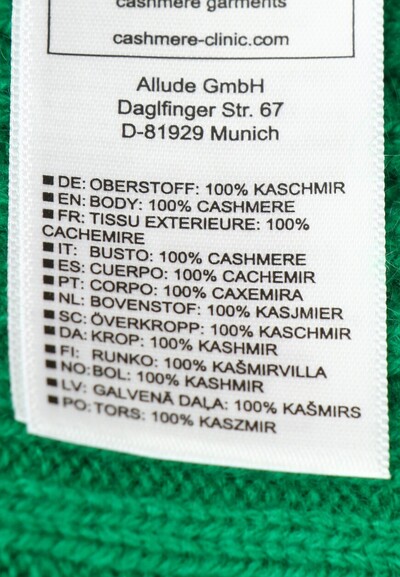 cashmere garments
cashmere-clinic.com
Allude GmbH
Daglfinger Str. 67
D-81929 Munich
■ DE: OBERSTOFF: 100% KASCHMIR
■ EN: BODY: 100% CASHMERE
■ FR: TISSU EXTERIEURE: 100%
CACHEMIRE
■ IT: BUSTO: 100% CASHMERE
■ ES: CUERPO: 100% CACHEMIR
■ PT: CORPO: 100% CAXEMIRA
■ NL: BOVENSTOF: 100% KASJMIER
■ SC: ÖVERKROPP: 100% KASCHMIR
■ DA: KROP: 100% KASHMIR
■ FI: RUNKO: 100% KAŠMIRVILLA
■ NO: BOL: 100% KASHMIR
■ LV: GALVENĀ DAĻA: 100% KAŠMIRS
■ PO: TORS: 100% KASZMIR